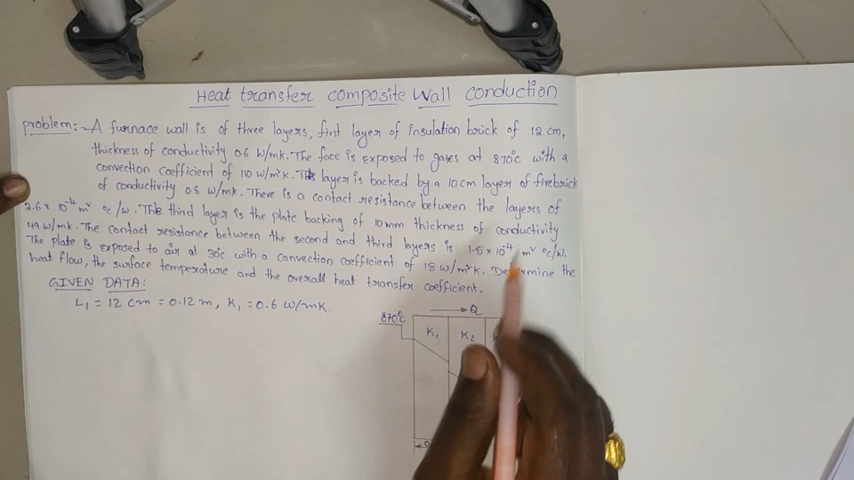 Heat transfer composite wall conduction
problem:- A furnace wall is of three layers, first layer of insulation brick of 12 cm,
thickness of conductivity 0.6 W/mk. The face is exposed to gases at 870°c with a
convection coefficient of 110 W/m²K. The layer is backed by a 10cm layer of firebrick
of conductivity 0.8 W/mk. There is a contact resistance between the layers of
2.6 x 10⁻⁴ m² °c/w. The third layer is the plate backing of 10mm thickness of conductivity
49 W/mk. The contact resistance between the second and third layers is 1.5 x 10⁻⁴ m² °c/w.
The plate is exposed to air at 30°c with a convection coefficient of 15 W/m²K. Determine the
heat flow, the surface temperature and the overall heat transfer coefficient.
GIVEN DATA:
L₁ = 12 cm = 0.12 m, K₁ = 0.6 W/mK
Q
870°c
K₁ K₂